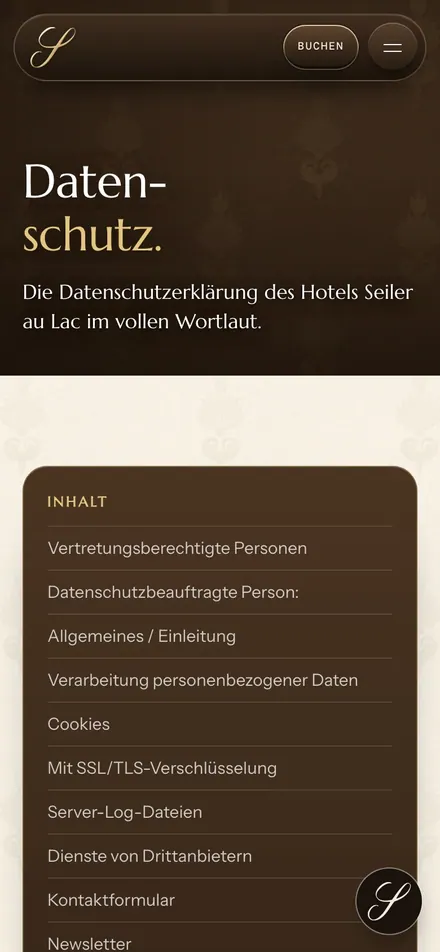 BUCHEN
Daten-
schutz.
Die Datenschutzerklärung des Hotels Seiler
au Lac im vollen Wortlaut.
INHALT
Vertretungsberechtigte Personen
Datenschutzbeauftragte Person:
Allgemeines / Einleitung
Verarbeitung personenbezogener Daten
Cookies
Mit SSL/TLS-Verschlüsselung
Server-Log-Dateien
Dienste von Drittanbietern
Kontaktformular
Newsletter